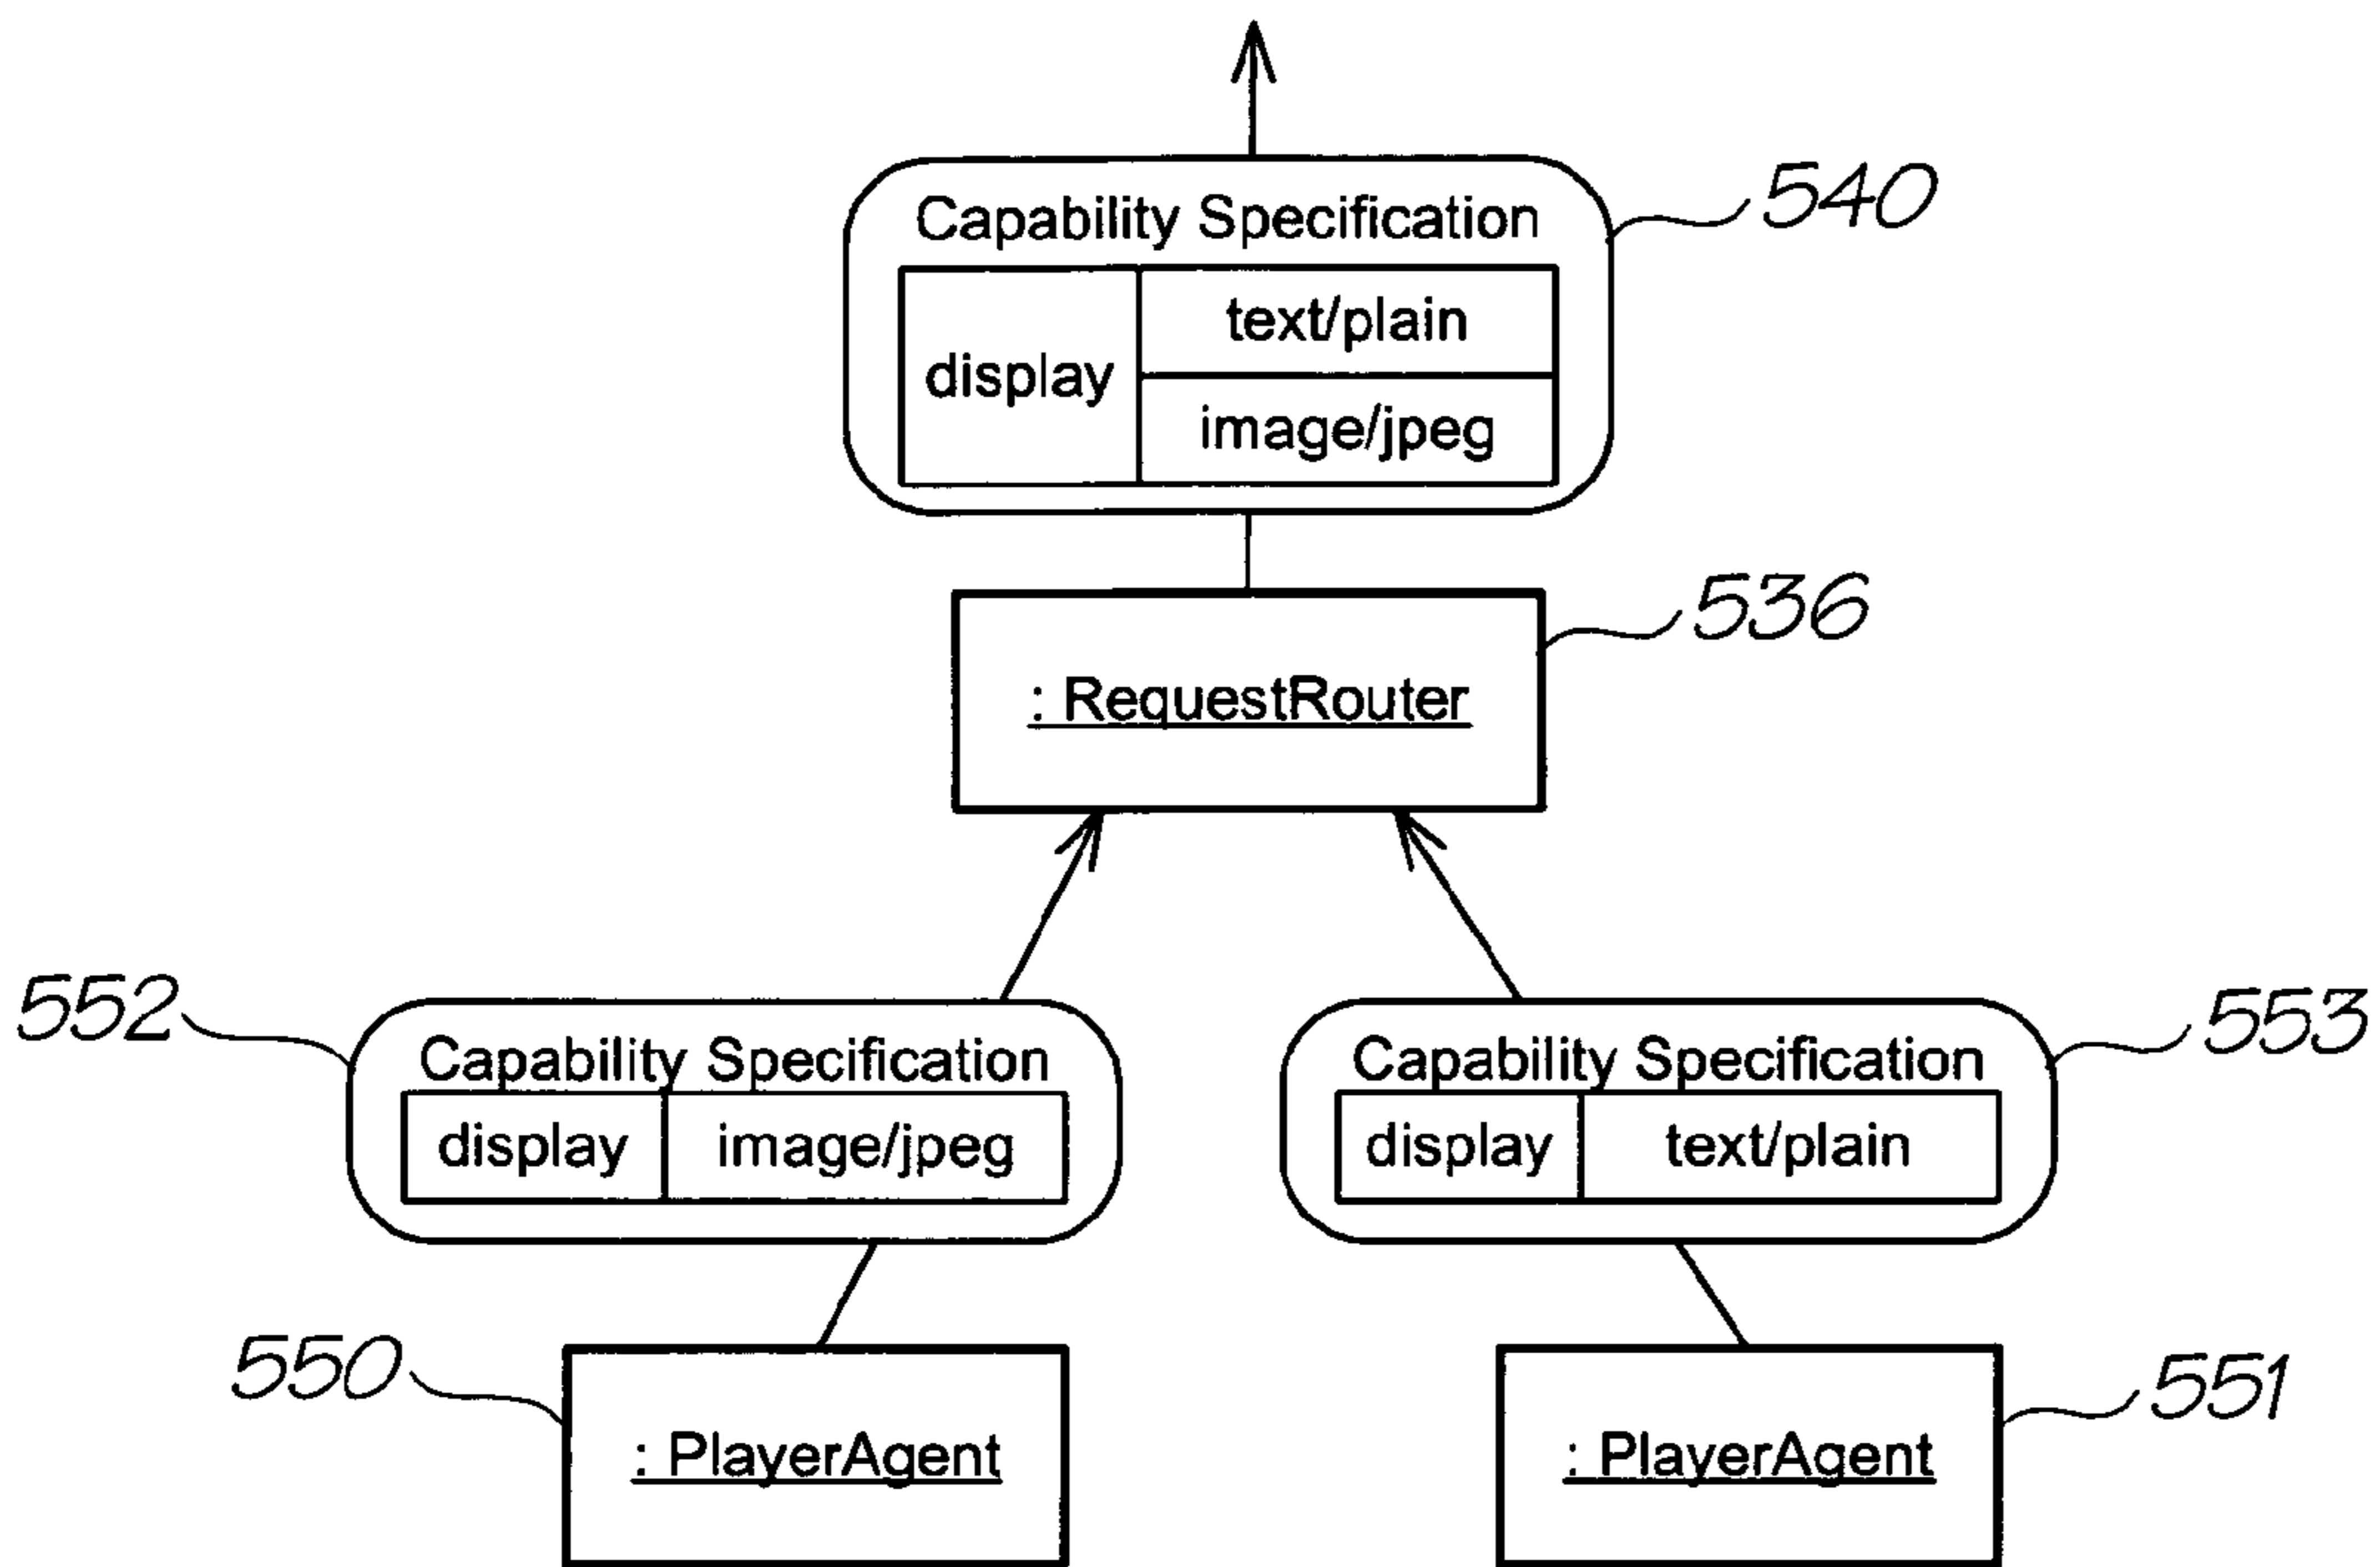 Capability Specification
540
display
text/plain
image/jpeg
536
: RequestRouter
552
Capability Specification
display image/jpeg
553
Capability Specification
display text/plain
550
: PlayerAgent
551
: PlayerAgent